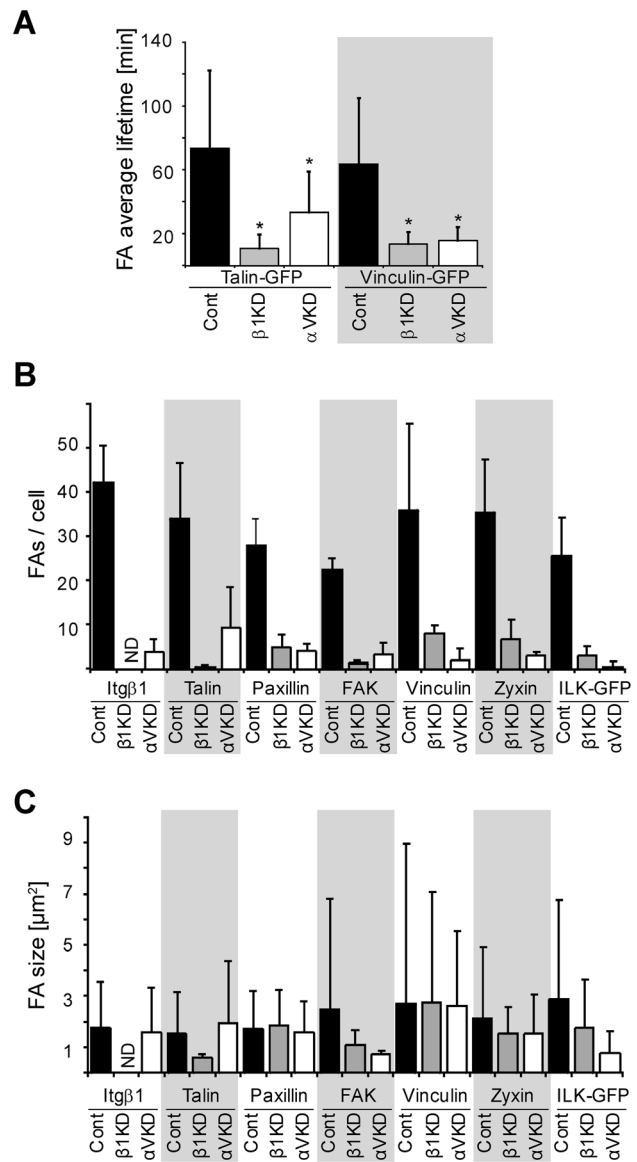 A
FA average lifetime [min]
140
100
60
20
*
*
*
*
Talin-GFP Vinculin-GFP
Cont β1KD αVKD Cont β1KD αVKD
B
FAs / cell
50
40
30
20
10
ND
Itgβ1 Talin Paxillin FAK Vinculin Zyxin ILK-GFP
Cont β1KD αVKD Cont β1KD αVKD Cont β1KD αVKD Cont β1KD αVKD Cont β1KD αVKD Cont β1KD αVKD Cont β1KD αVKD
C
FA size [µm²]
9
7
5
3
1
ND
Itgβ1 Talin Paxillin FAK Vinculin Zyxin ILK-GFP
Cont β1KD αVKD Cont β1KD αVKD Cont β1KD αVKD Cont β1KD αVKD Cont β1KD αVKD Cont β1KD αVKD Cont β1KD αVKD